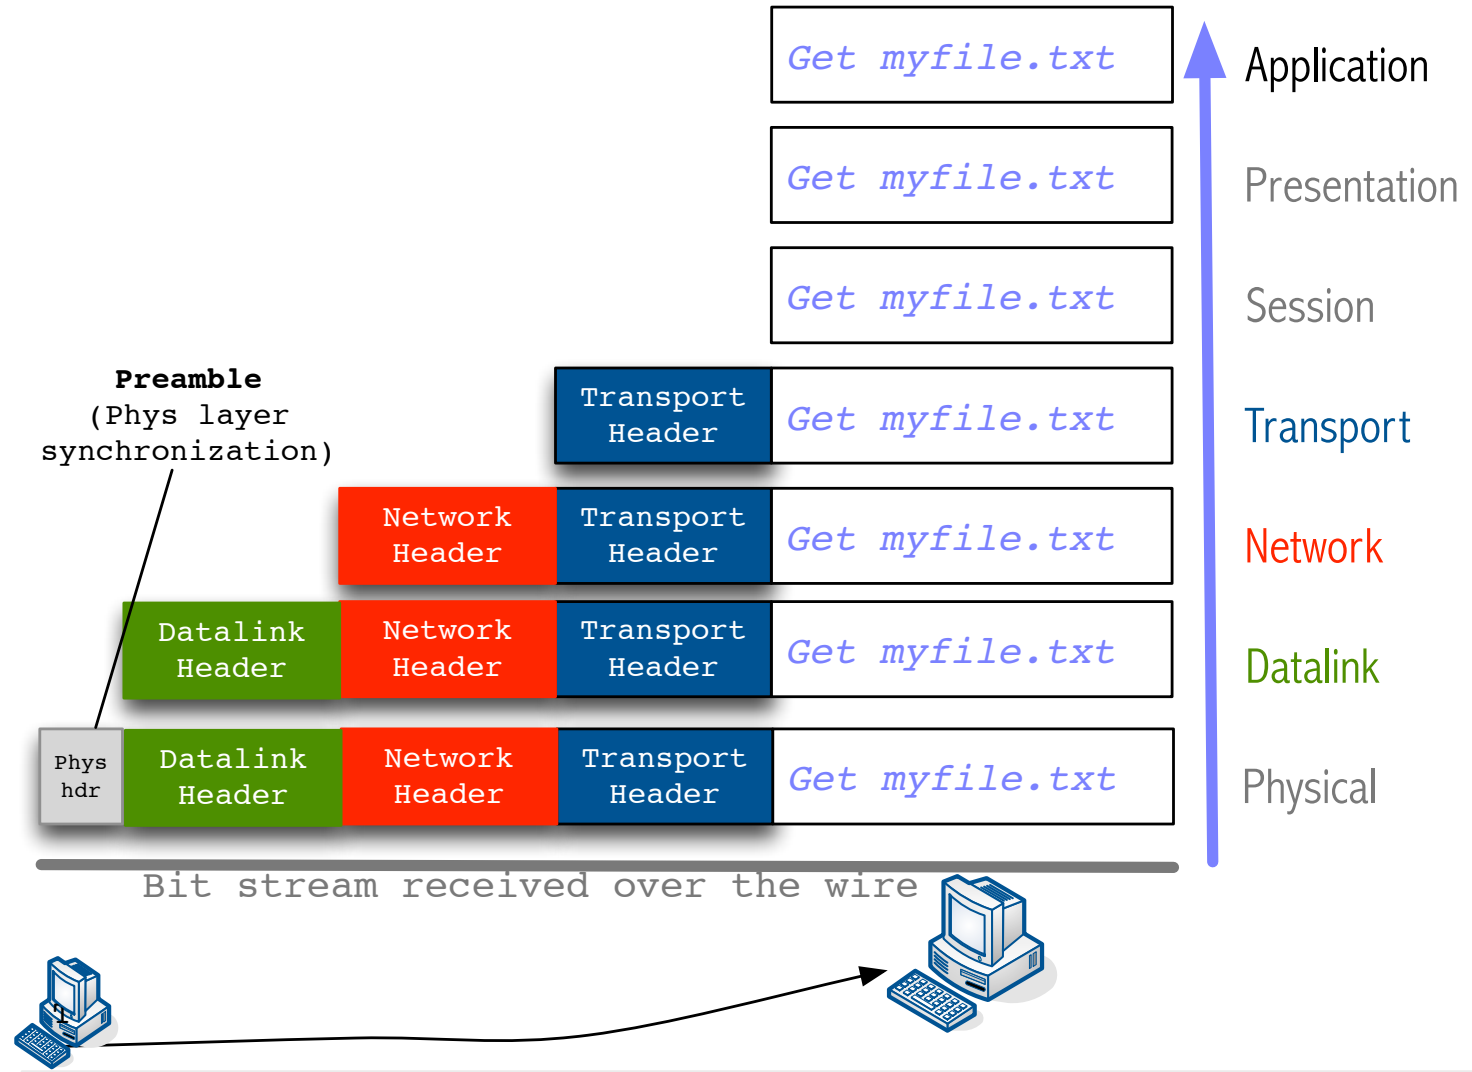 Get myfile.txt
Application
Get myfile.txt
Presentation
Get myfile.txt
Session
Preamble
(Phys layer
synchronization)
Transport
Header
Get myfile.txt
Transport
Network
Header
Transport
Header
Get myfile.txt
Network
Datalink
Header
Network
Header
Transport
Header
Get myfile.txt
Datalink
Phys
hdr
Datalink
Header
Network
Header
Transport
Header
Get myfile.txt
Physical
Bit stream received over the wire